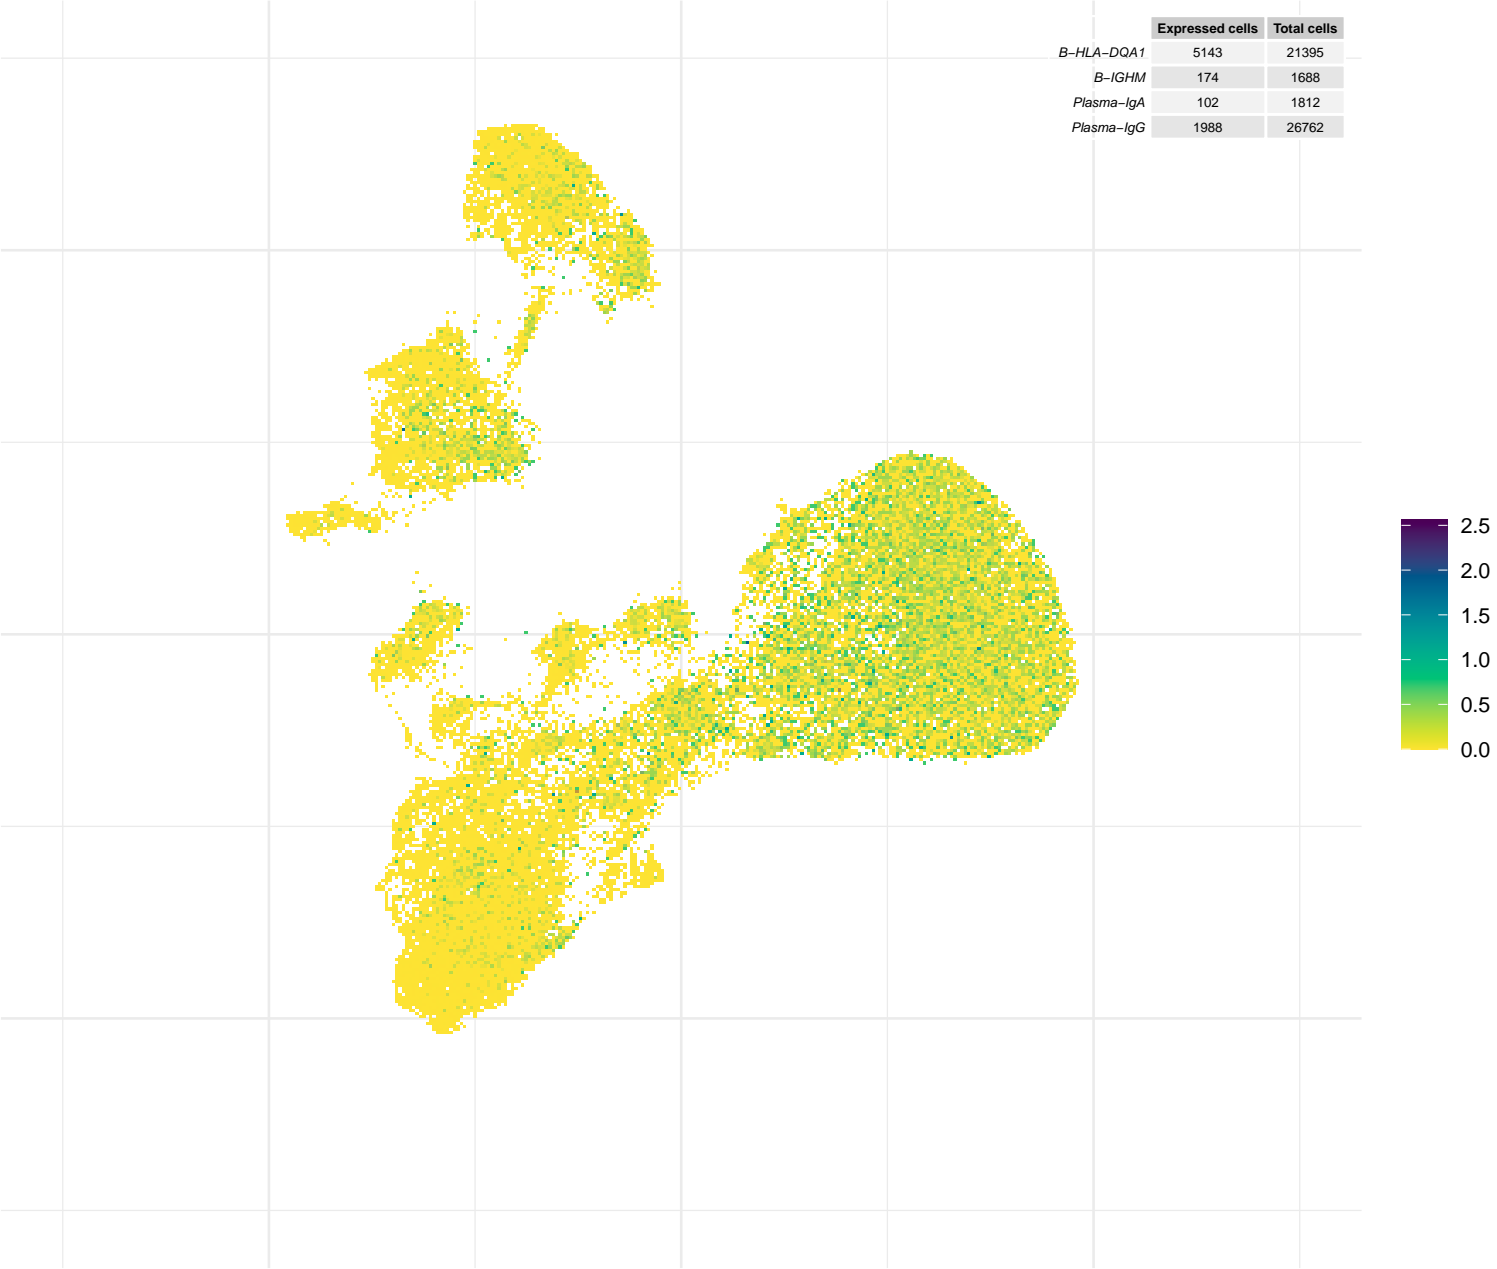 Expressed cells Total cells
B−HLA−DQA1 5143 21395
B−IGHM 174 1688
Plasma−IgA 102 1812
Plasma−IgG 1988 26762
2.5
2.0
1.5
1.0
0.5
0.0